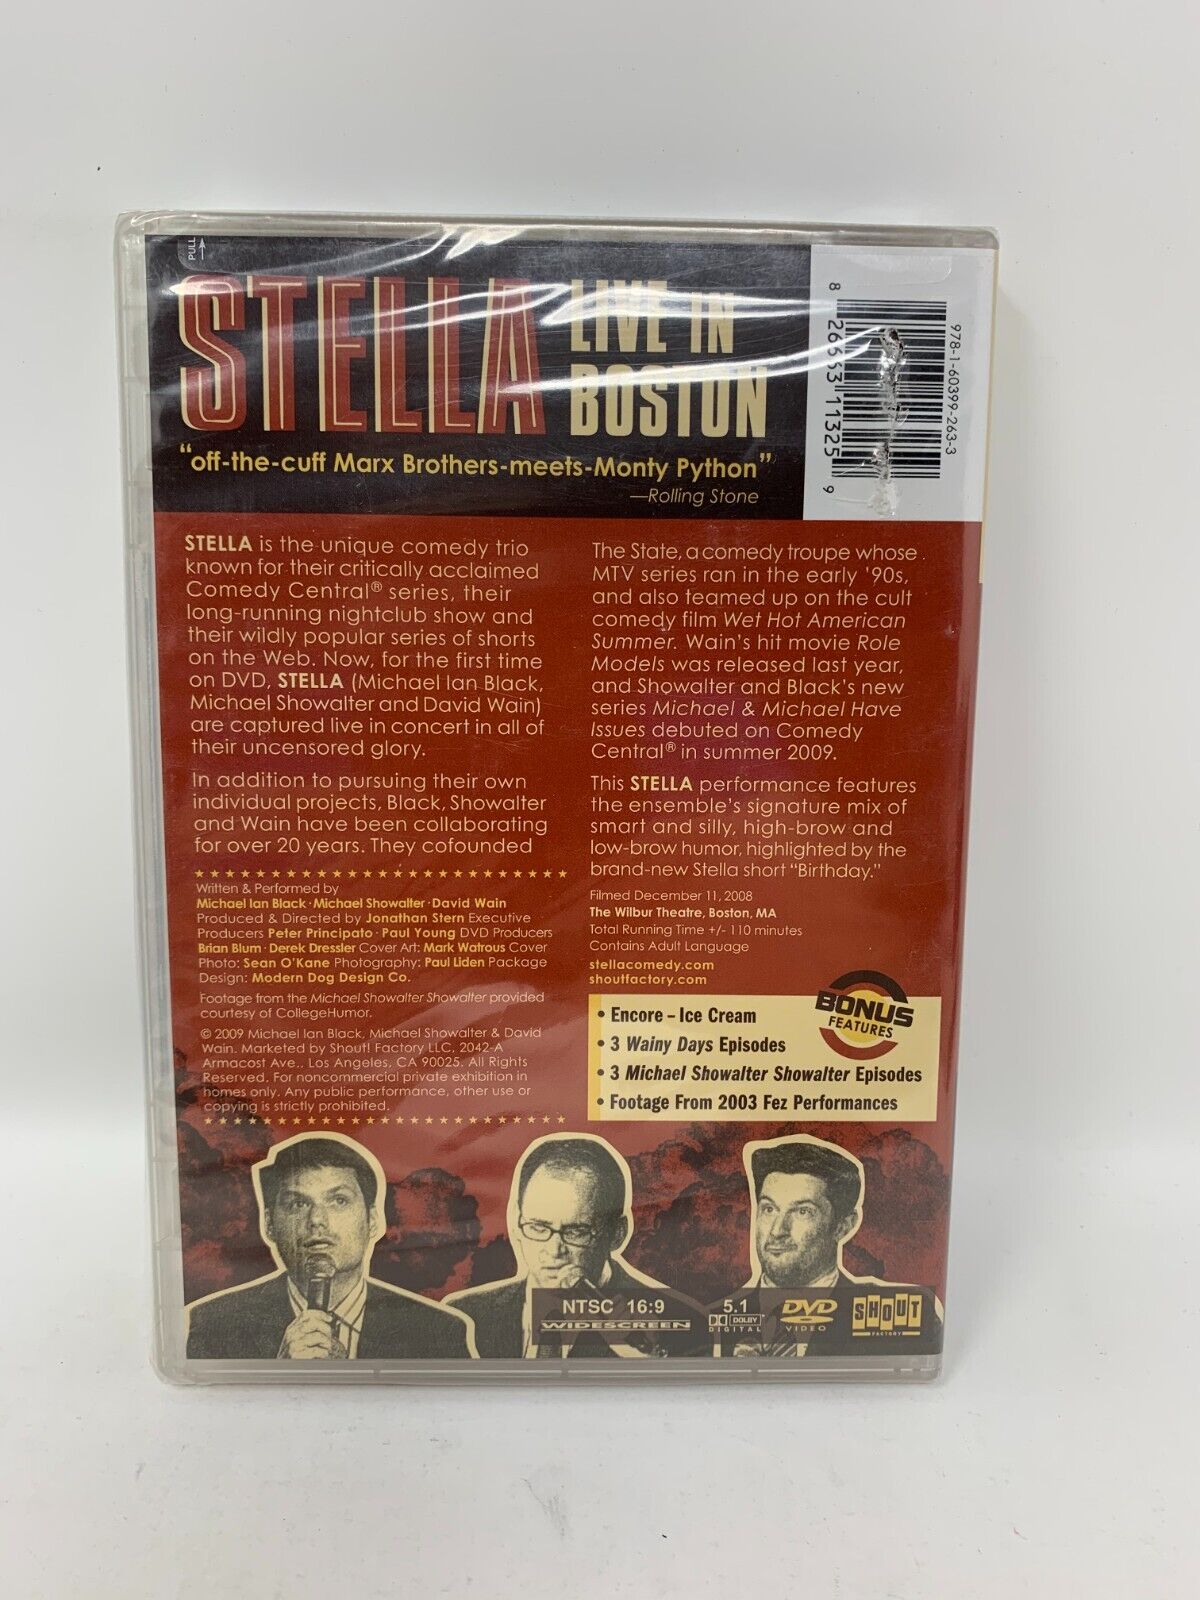 PULL
STELLA
LIVE IN
BOSTON
"off-the-cuff Marx Brothers-meets-Monty Python"
—Rolling Stone
8 26663 11325 9
978-1-60399-263-3
STELLA is the unique comedy trio
known for their critically acclaimed
Comedy Central® series, their
long-running nightclub show and
their wildly popular series of shorts
on the Web. Now, for the first time
on DVD, STELLA (Michael Ian Black,
Michael Showalter and David Wain)
are captured live in concert in all of
their uncensored glory.
In addition to pursuing their own
individual projects, Black, Showalter
and Wain have been collaborating
for over 20 years. They cofounded
The State, a comedy troupe whose
MTV series ran in the early '90s,
and also teamed up on the cult
comedy film Wet Hot American
Summer. Wain's hit movie Role
Models was released last year,
and Showalter and Black's new
series Michael & Michael Have
Issues debuted on Comedy
Central® in summer 2009.
This STELLA performance features
the ensemble's signature mix of
smart and silly, high-brow and
low-brow humor, highlighted by the
brand-new Stella short "Birthday."
Written & Performed by
Michael Ian Black · Michael Showalter · David Wain
Produced & Directed by Jonathan Stern Executive
Producers Peter Principato · Paul Young DVD Producers
Brian Blum · Derek Dressler Cover Art: Mark Watrous Cover
Photo: Sean O'Kane Photography: Paul Liden Package
Design: Modern Dog Design Co.
Footage from the Michael Showalter Showalter provided
courtesy of CollegeHumor.
© 2009 Michael Ian Black, Michael Showalter & David
Wain. Marketed by Shout! Factory LLC, 2042-A
Armacost Ave., Los Angeles, CA 90025. All Rights
Reserved. For noncommercial private exhibition in
homes only. Any public performance, other use or
copying is strictly prohibited.
Filmed December 11, 2008
The Wilbur Theatre, Boston, MA
Total Running Time +/- 110 minutes
Contains Adult Language
stellacomedy.com
shoutfactory.com
BONUS
FEATURES
• Encore – Ice Cream
• 3 Wainy Days Episodes
• 3 Michael Showalter Showalter Episodes
• Footage From 2003 Fez Performances
NTSC 16:9
WIDESCREEN
5.1
DOLBY
DIGITAL
DVD
VIDEO
SHOUT
FACTORY